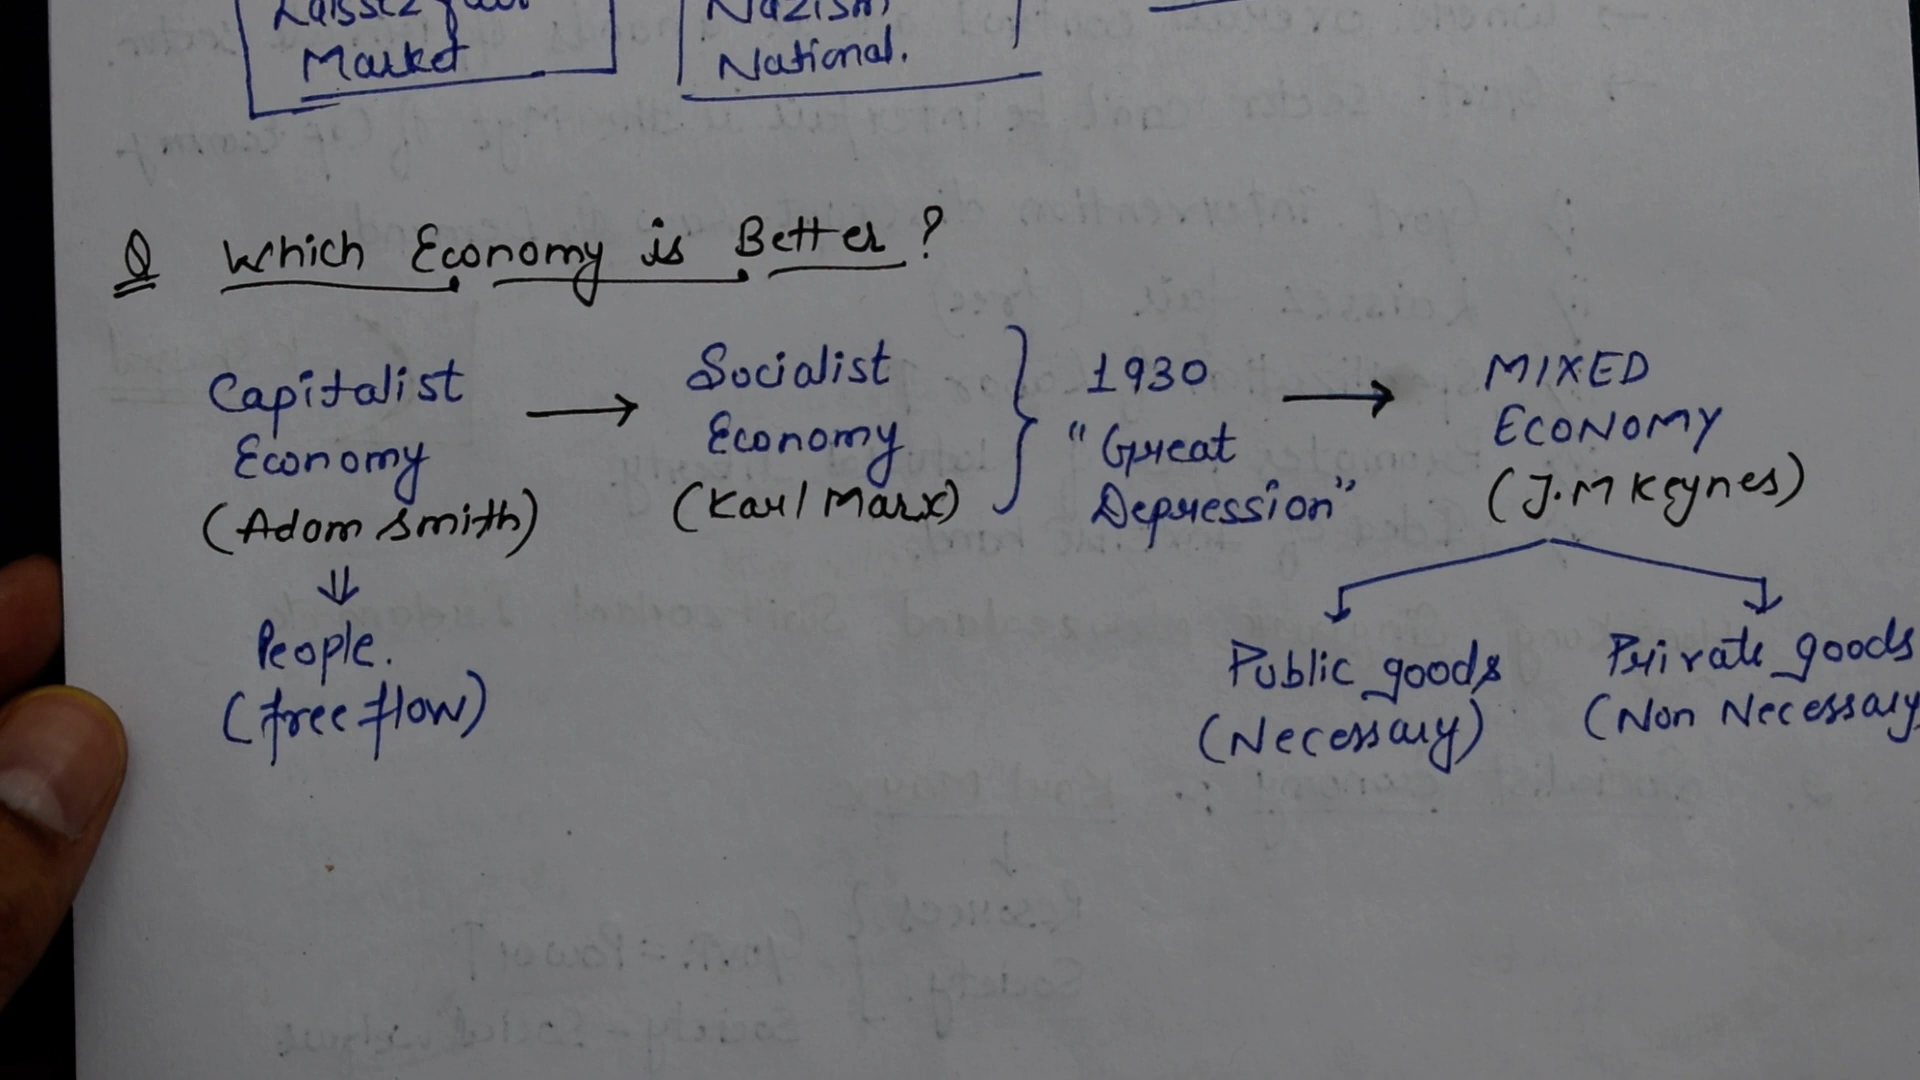 Market
Nazism
National.
Q Which Economy is Better?
Capitalist
Economy
(Adam Smith)
People.
(free flow)
Socialist
Economy
(Karl Marx)
1930
"Great
Depression"
MIXED
ECONOMY
(J.M Keynes)
Public goods
(Necessary)
Private goods
(Non Necessary